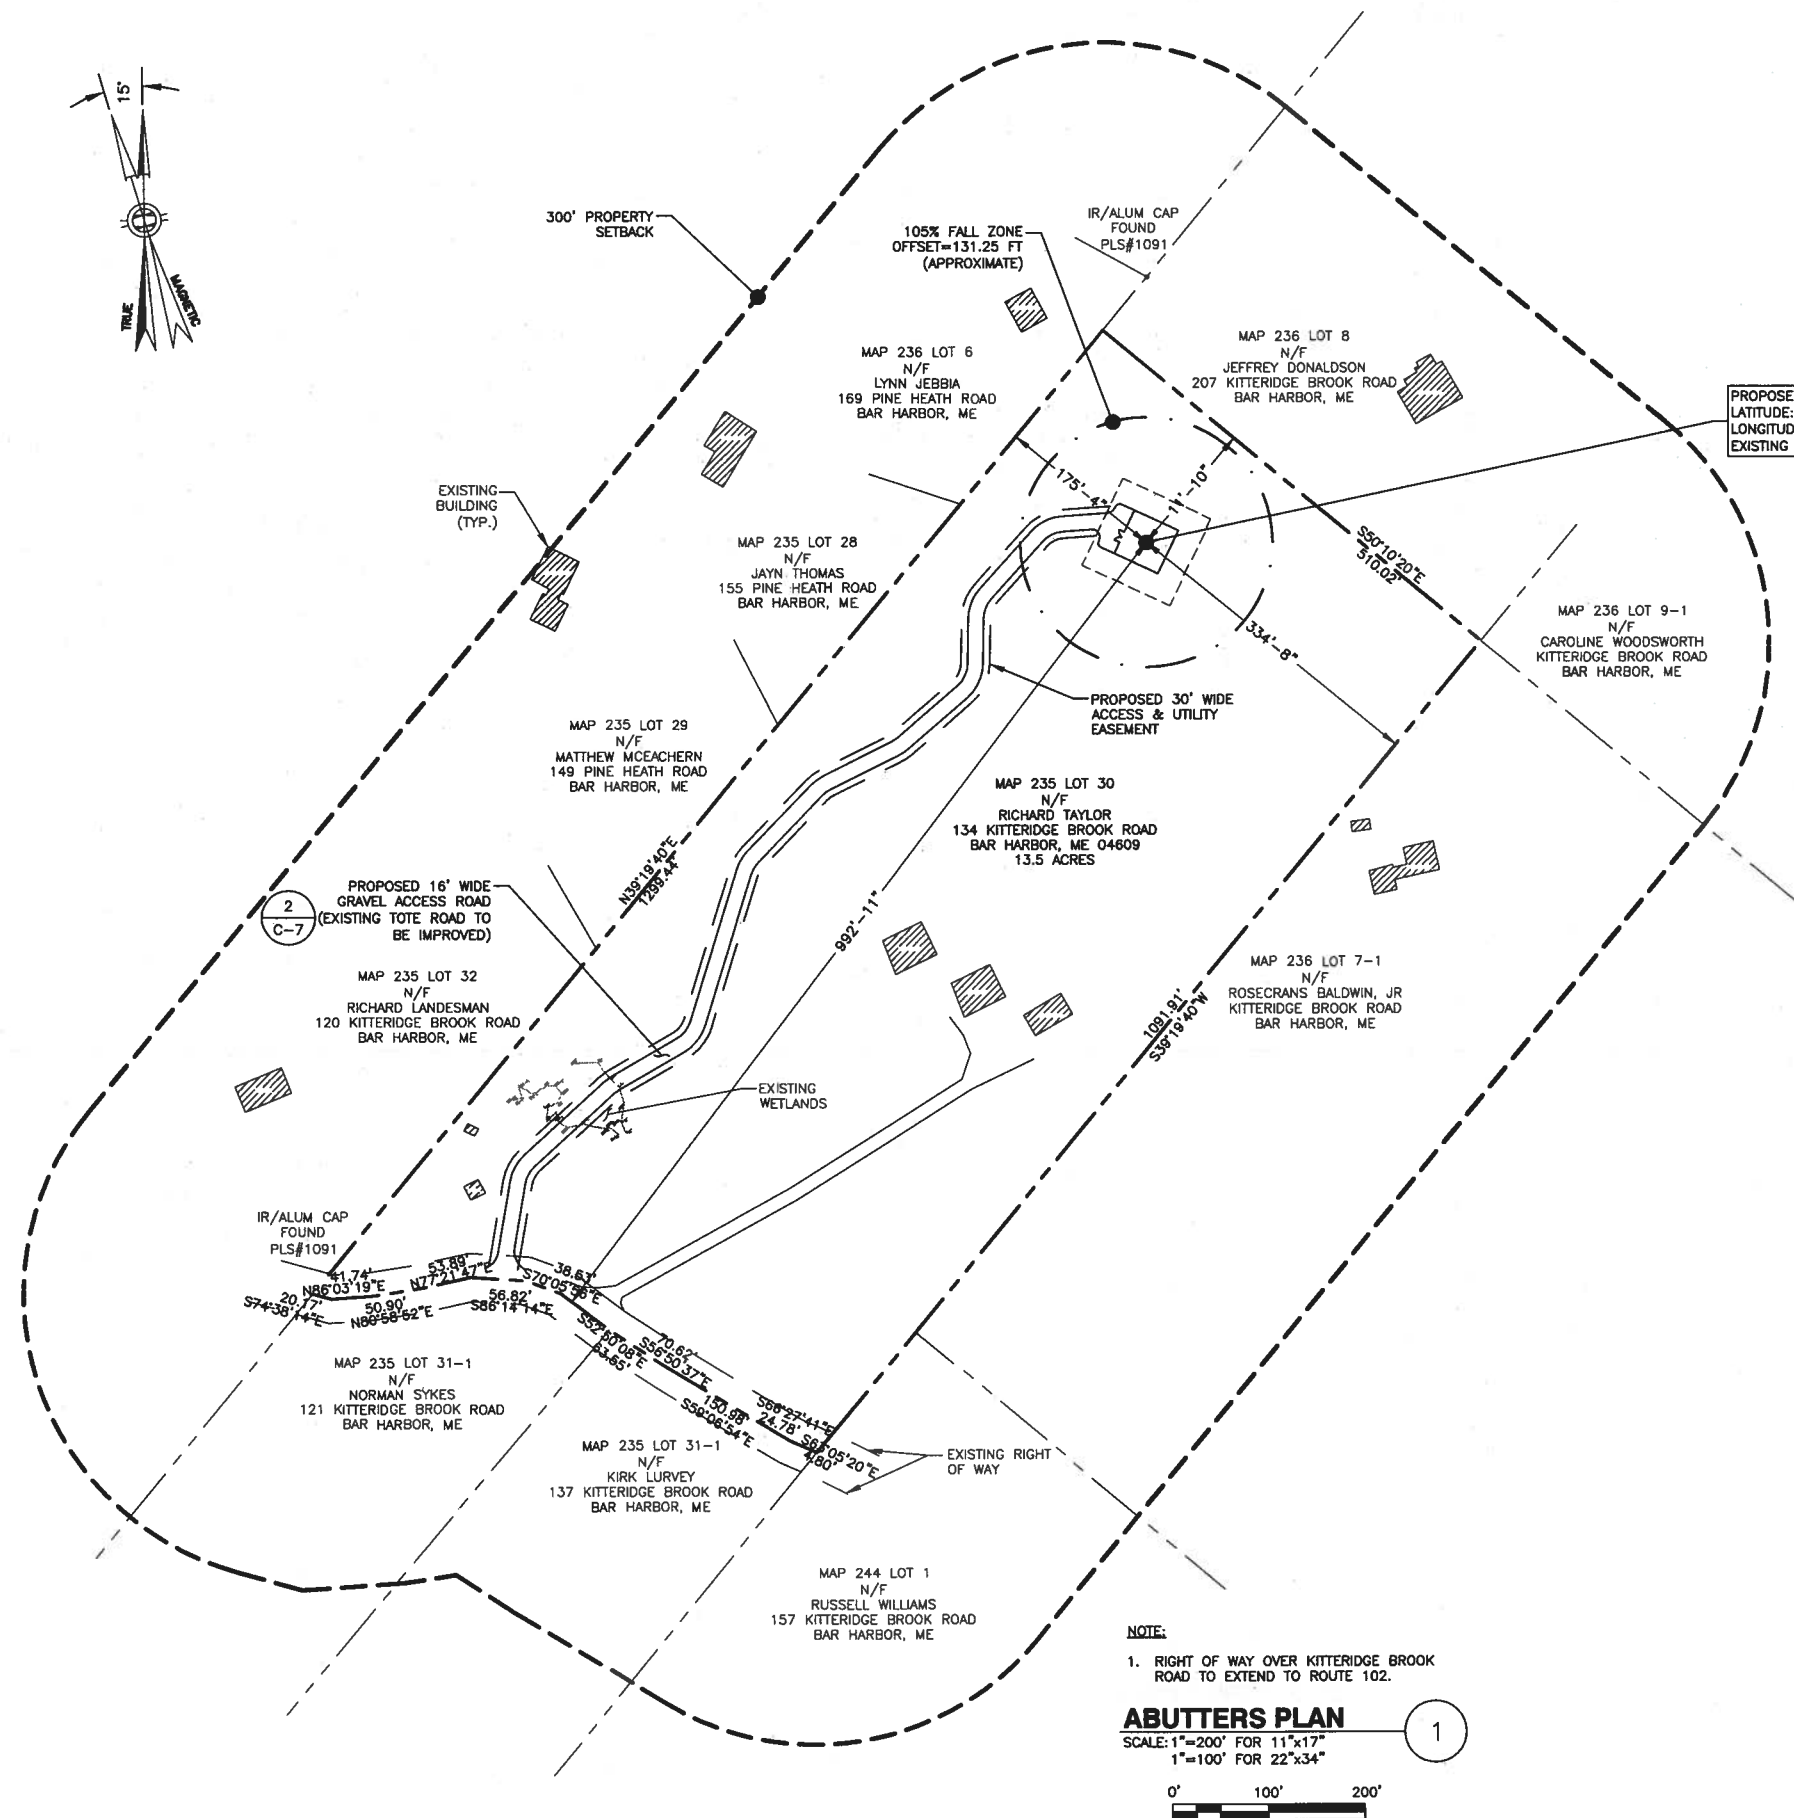 15'
TRUE
MAGNETIC
300' PROPERTY
SETBACK
105% FALL ZONE
OFFSET=131.25 FT
(APPROXIMATE)
IR/ALUM CAP
FOUND
PLS#1091
MAP 236 LOT 6
N/F
LYNN JEBBIA
169 PINE HEATH ROAD
BAR HARBOR, ME
MAP 236 LOT 8
N/F
JEFFREY DONALDSON
207 KITTERIDGE BROOK ROAD
BAR HARBOR, ME
PROPOSE
LATITUDE:
LONGITUD
EXISTING
EXISTING
BUILDING
(TYP.)
175'-4"
-10"
S50°10'20"E
510.02'
334'-8"
MAP 235 LOT 28
N/F
JAYN THOMAS
155 PINE HEATH ROAD
BAR HARBOR, ME
MAP 236 LOT 9-1
N/F
CAROLINE WOODSWORTH
KITTERIDGE BROOK ROAD
BAR HARBOR, ME
PROPOSED 30' WIDE
ACCESS & UTILITY
EASEMENT
MAP 235 LOT 29
N/F
MATTHEW MCEACHERN
149 PINE HEATH ROAD
BAR HARBOR, ME
MAP 235 LOT 30
N/F
RICHARD TAYLOR
134 KITTERIDGE BROOK ROAD
BAR HARBOR, ME 04609
13.5 ACRES
N39°19'40"E
1299.44'
2
C-7
PROPOSED 16' WIDE
GRAVEL ACCESS ROAD
(EXISTING TOTE ROAD TO
BE IMPROVED)
992'-11"
MAP 235 LOT 32
N/F
RICHARD LANDESMAN
120 KITTERIDGE BROOK ROAD
BAR HARBOR, ME
MAP 236 LOT 7-1
N/F
ROSECRANS BALDWIN, JR
KITTERIDGE BROOK ROAD
BAR HARBOR, ME
1091.91'
S39°19'40"W
EXISTING
WETLANDS
IR/ALUM CAP
FOUND
PLS#1091
41.74'
N86°03'19"E
53.89'
N77°21'47"E
38.63'
S70°05'56"E
20.17'
S74°38'14"E
50.90'
N80°58'52"E
56.82'
S86°14'14"E
S52°50'08"E
63.55'
70.62'
S56°50'37"E
150.98'
S59°06'54"E
S66°27'41"E
24.78'
4.80'
MAP 235 LOT 31-1
N/F
NORMAN SYKES
121 KITTERIDGE BROOK ROAD
BAR HARBOR, ME
MAP 235 LOT 31-1
N/F
KIRK LURVEY
137 KITTERIDGE BROOK ROAD
BAR HARBOR, ME
EXISTING RIGHT
OF WAY
MAP 244 LOT 1
N/F
RUSSELL WILLIAMS
157 KITTERIDGE BROOK ROAD
BAR HARBOR, ME
NOTE:
1. RIGHT OF WAY OVER KITTERIDGE BROOK
ROAD TO EXTEND TO ROUTE 102.
ABUTTERS PLAN
1
SCALE: 1"=200' FOR 11"x17"
1"=100' FOR 22"x34"
0' 100' 200'